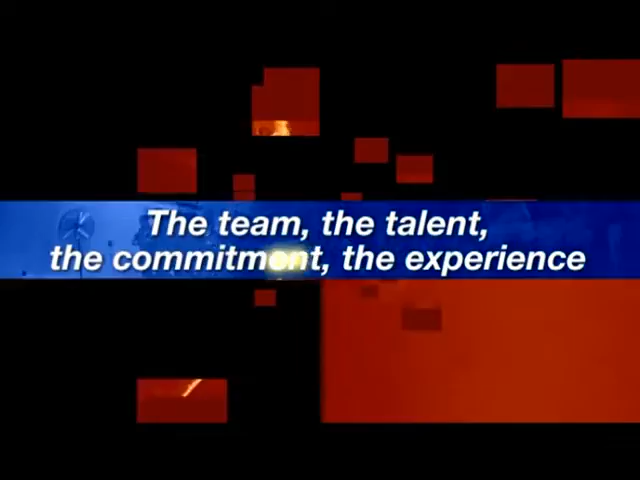 The team, the talent,
the commitment, the experience